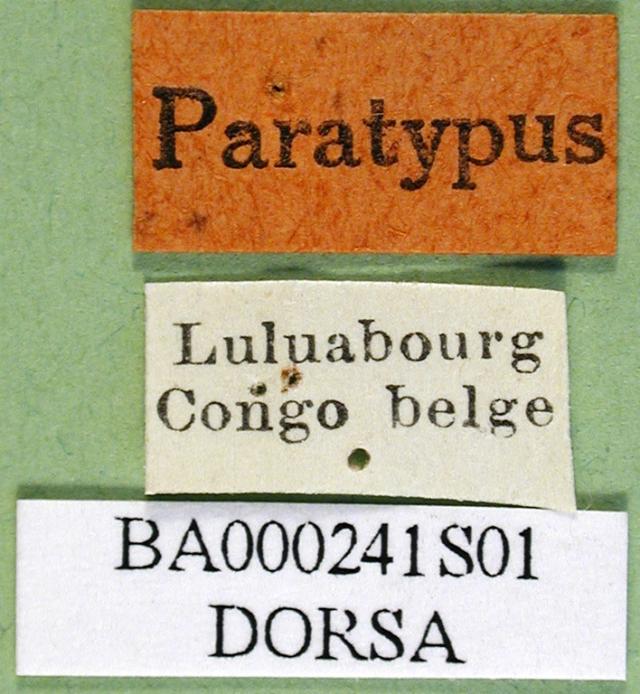 Paratypus
Luluabourg
Congo belge
BA000241S01
DORSA